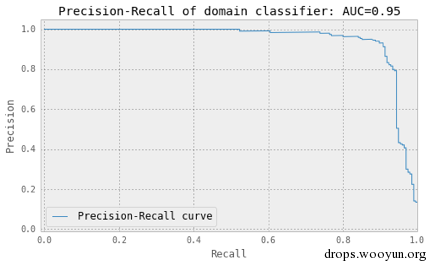 Precision-Recall of domain classifier: AUC=0.95
1.0
0.8
0.6
0.4
0.2
0.0
Precision
Precision-Recall curve
0.0 0.2 0.4 0.6 0.8 1.0
Recall
drops.wooyun.org